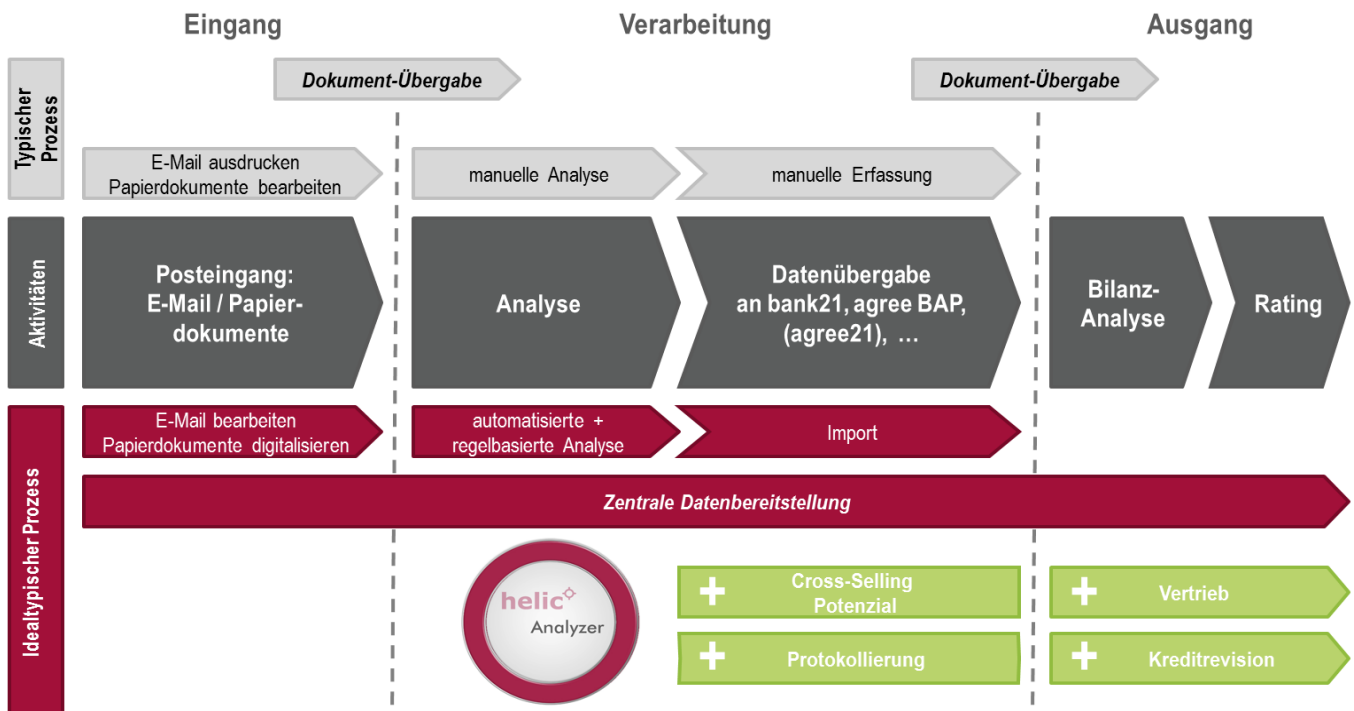 Eingang
Verarbeitung
Ausgang
Typischer
Prozess
Dokument-Übergabe
Dokument-Übergabe
E-Mail ausdrucken
Papierdokumente bearbeiten
manuelle Analyse
manuelle Erfassung
Aktivitäten
Posteingang:
E-Mail / Papier-
dokumente
Analyse
Datenübergabe
an bank21, agree BAP,
(agree21), …
Bilanz-
Analyse
Rating
Idealtypischer Prozess
E-Mail bearbeiten
Papierdokumente digitalisieren
automatisierte +
regelbasierte Analyse
Import
Zentrale Datenbereitstellung
helic
Analyzer
+ Cross-Selling
Potenzial
+ Vertrieb
+ Protokollierung
+ Kreditrevision